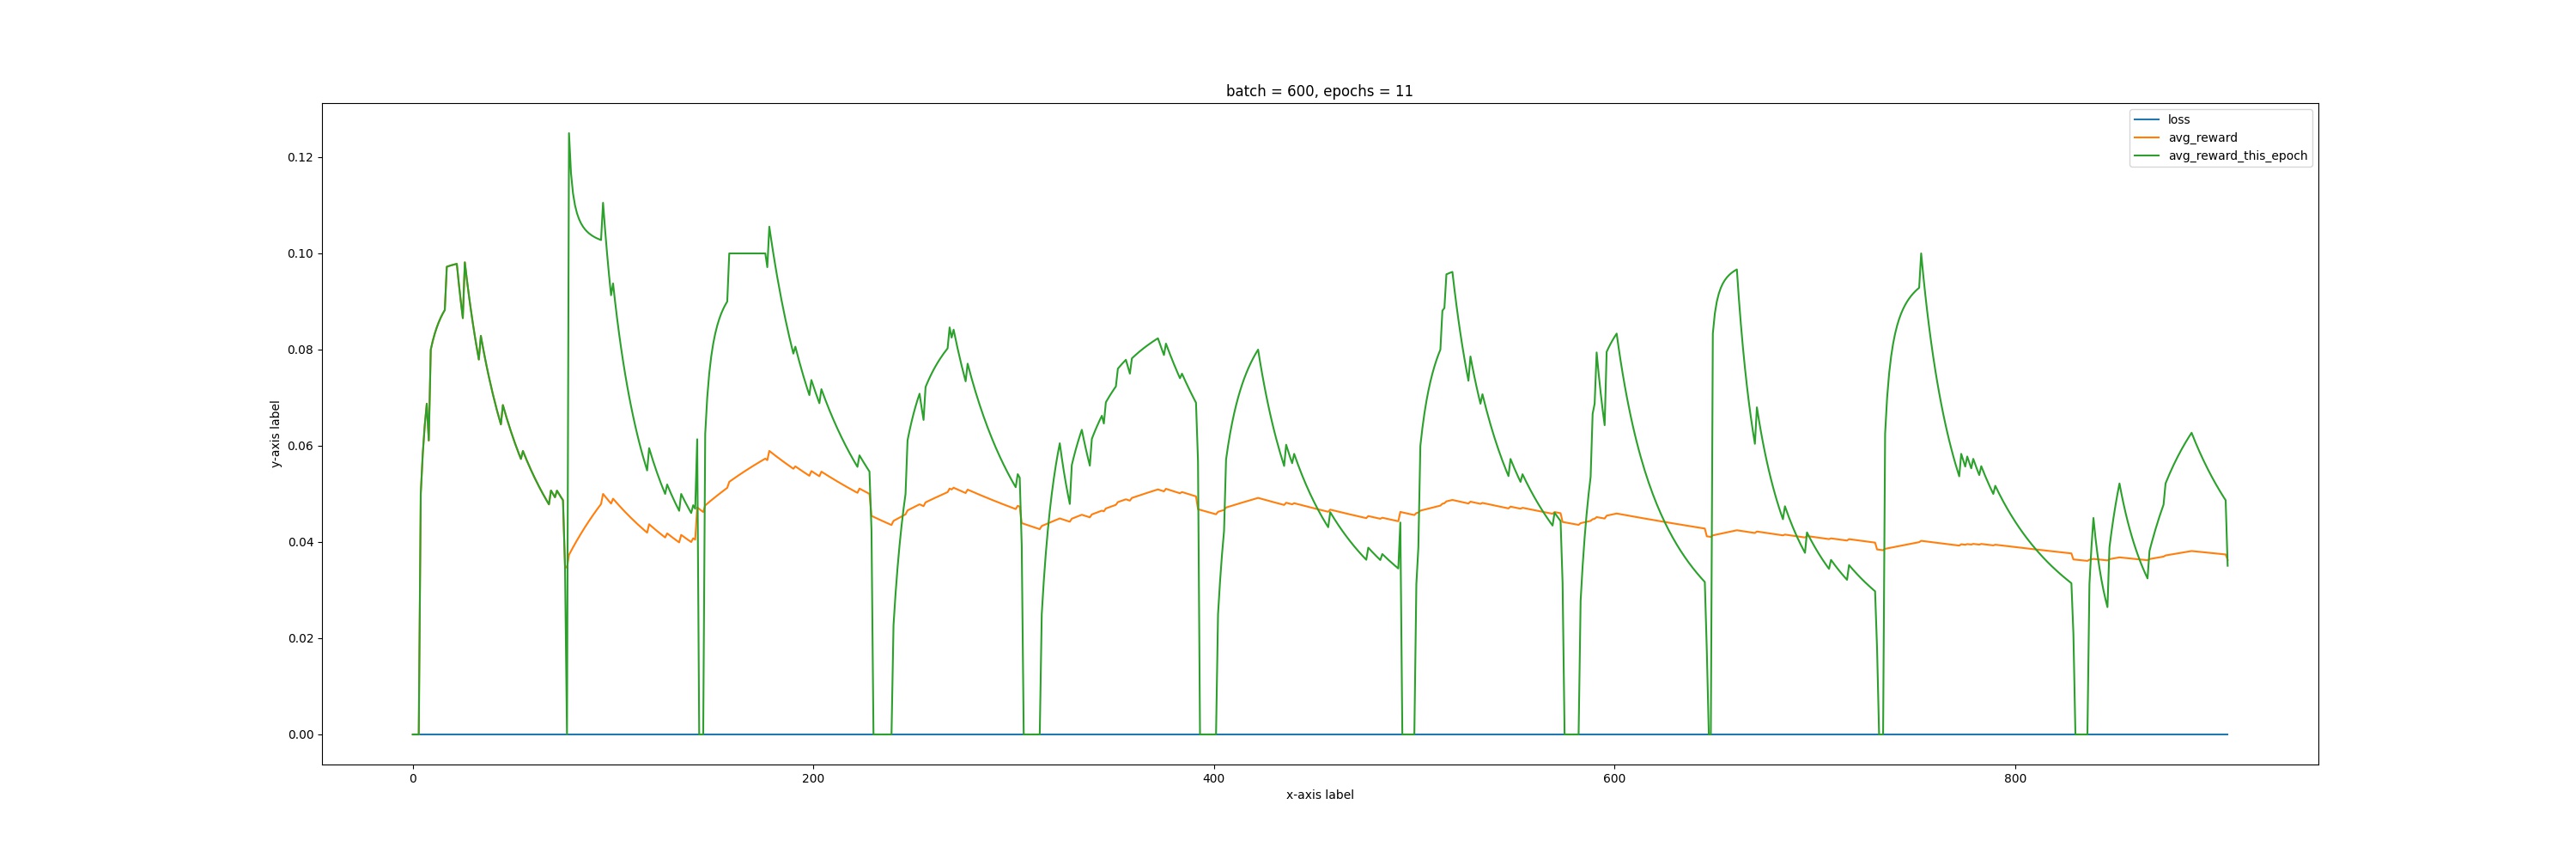 batch = 600, epochs = 11
loss
avg_reward
avg_reward_this_epoch
y-axis label
0.12
0.10
0.08
0.06
0.04
0.02
0.00
0 200 400 600 800
x-axis label